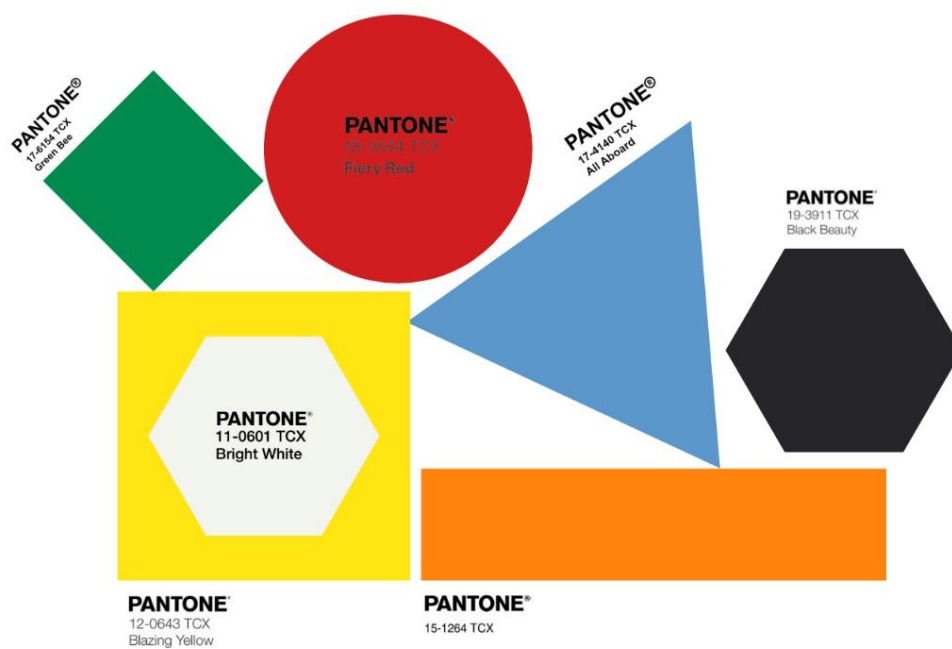 PANTONE®
17-6154 TCX
Green Bee
PANTONE®
TCX
Fiery Red
PANTONE®
17-4140 TCX
All Aboard
PANTONE®
19-3911 TCX
Black Beauty
PANTONE®
11-0601 TCX
Bright White
PANTONE®
12-0643 TCX
Blazing Yellow
PANTONE®
15-1264 TCX